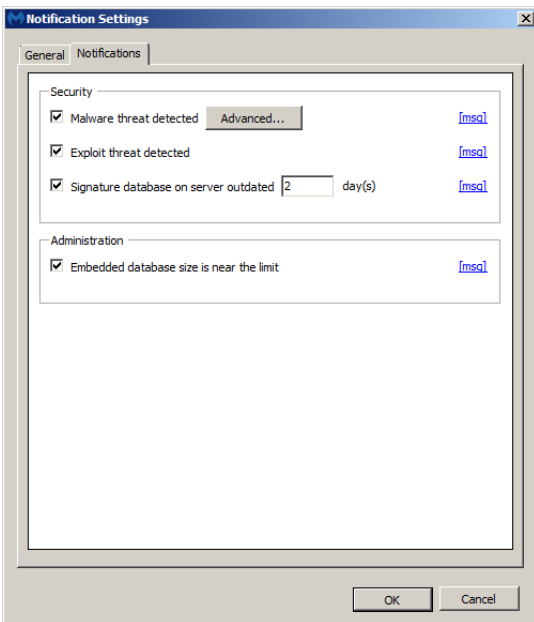 Notification Settings
General Notifications
Security
Malware threat detected Advanced... [msg]
Exploit threat detected [msg]
Signature database on server outdated 2 day(s) [msg]
Administration
Embedded database size is near the limit [msg]
OK Cancel